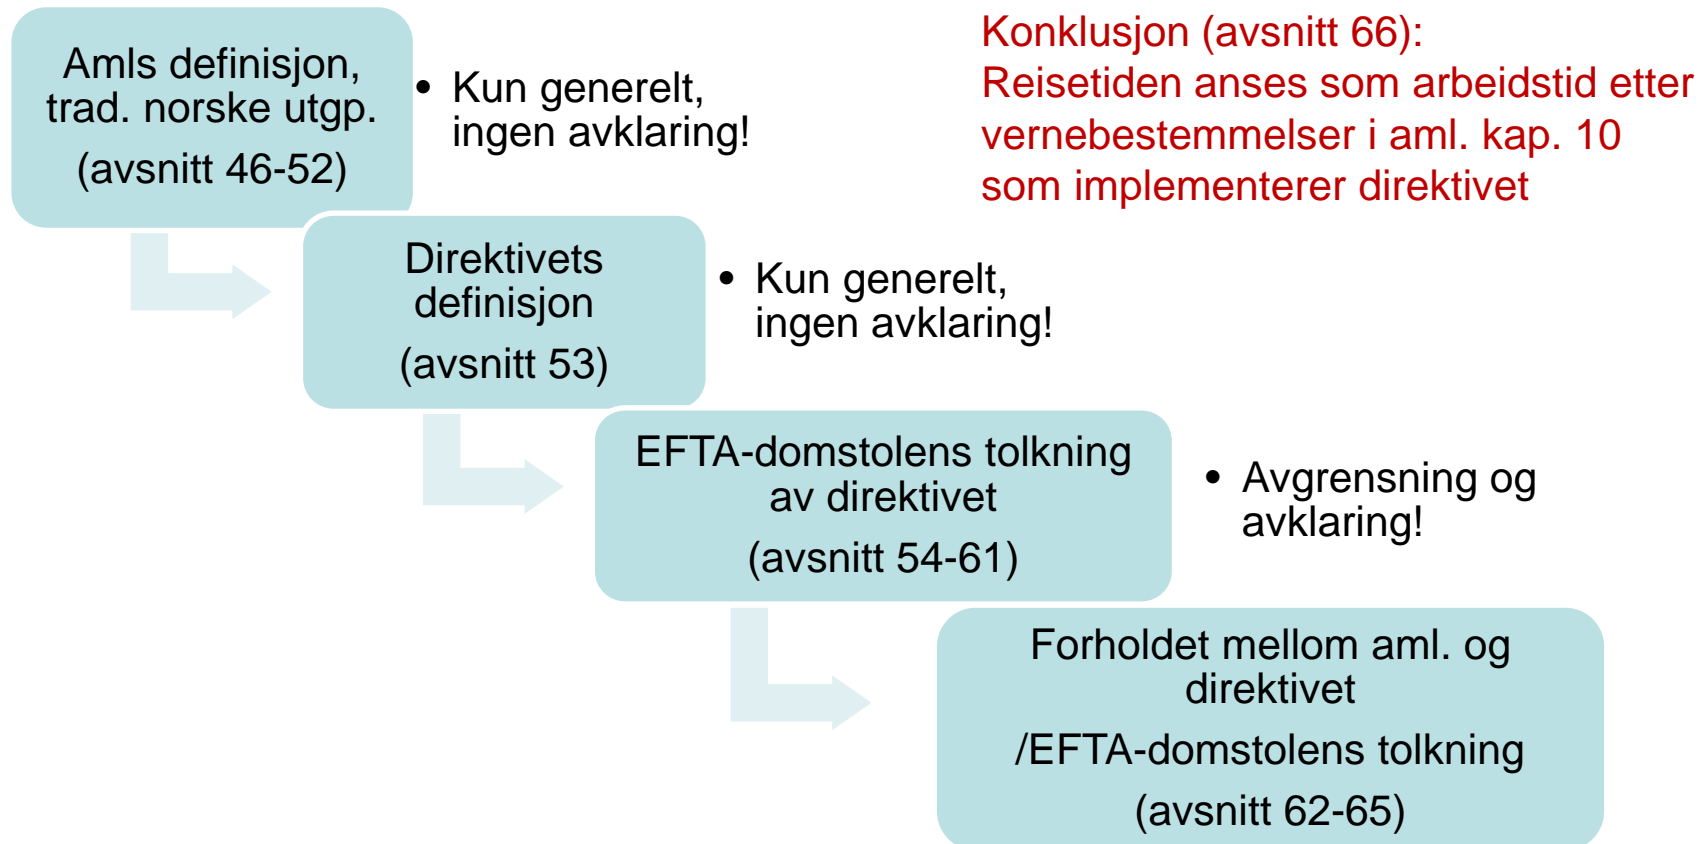 Amls definisjon,
trad. norske utgp.
(avsnitt 46-52)
• Kun generelt,
ingen avklaring!
Konklusjon (avsnitt 66):
Reisetiden anses som arbeidstid etter
vernebestemmelser i aml. kap. 10
som implementerer direktivet
Direktivets
definisjon
(avsnitt 53)
• Kun generelt,
ingen avklaring!
EFTA-domstolens tolkning
av direktivet
(avsnitt 54-61)
• Avgrensning og
avklaring!
Forholdet mellom aml. og
direktivet
/EFTA-domstolens tolkning
(avsnitt 62-65)